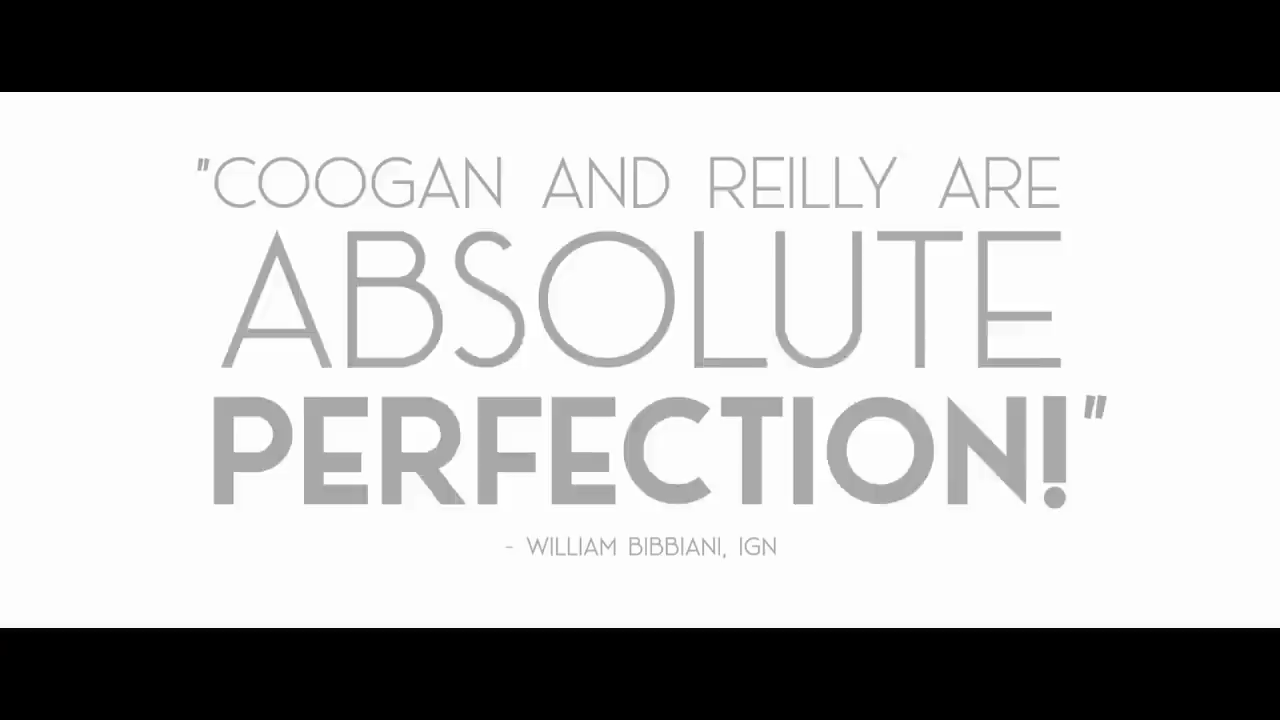 "COOGAN AND REILLY ARE
ABSOLUTE
PERFECTION!"
- WILLIAM BIBBIANI, IGN